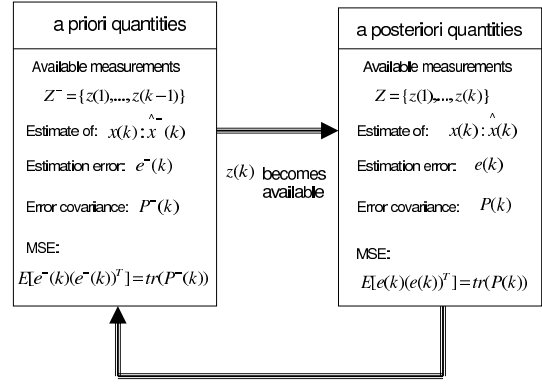 a priori quantities
Available measurements
Z⁻ = {z(1),...,z(k−1)}
Estimate of: x(k): x̂⁻(k)
Estimation error: e⁻(k)
Error covariance: P⁻(k)
MSE:
E[e⁻(k)(e⁻(k))ᵀ] = tr(P⁻(k))
z(k) becomes
available
a posteriori quantities
Available measurements
Z = {z(1),...,z(k)}
Estimate of: x(k): x̂(k)
Estimation error: e(k)
Error covariance: P(k)
MSE:
E[e(k)(e(k))ᵀ] = tr(P(k))